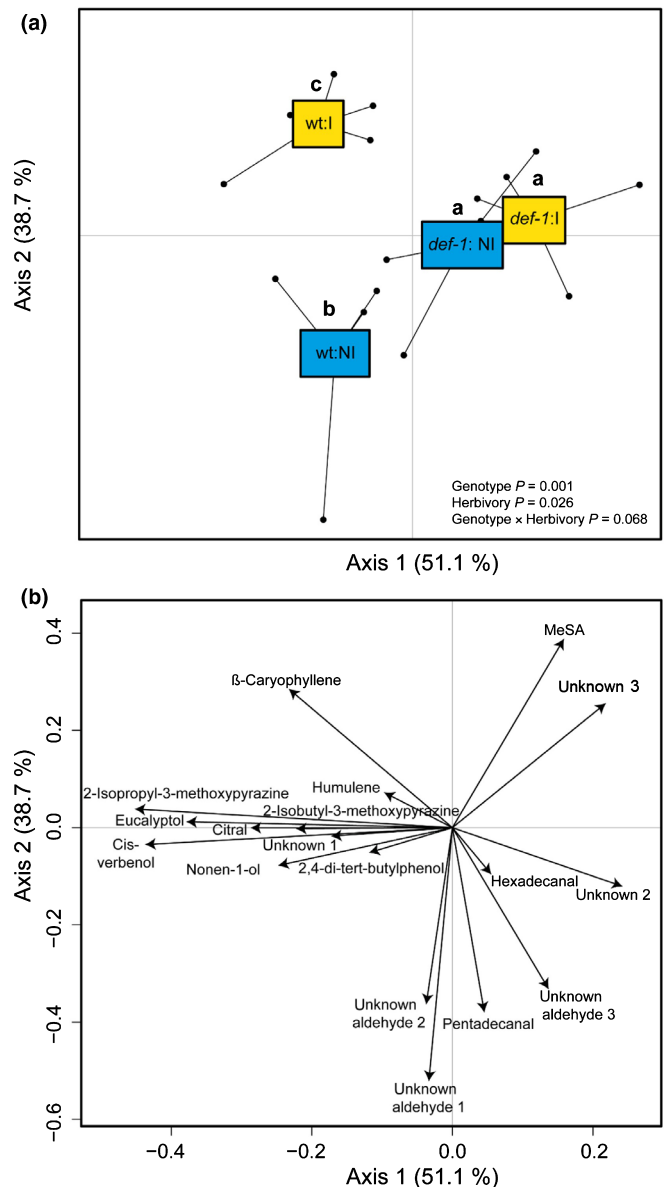 (a)
c
wt:I
a
def-1:I
a
def-1: NI
b
wt:NI
Axis 2 (38.7 %)
Genotype P = 0.001
Herbivory P = 0.026
Genotype × Herbivory P = 0.068
Axis 1 (51.1 %)
(b)
0.4
0.2
0.0
−0.2
−0.4
−0.6
Axis 2 (38.7 %)
MeSA
ß-Caryophyllene
Unknown 3
Humulene
2-Isopropyl-3-methoxypyrazine
2-Isobutyl-3-methoxypyrazine
Eucalyptol
Citral
Cis-
verbenol
Unknown 1
Nonen-1-ol
2,4-di-tert-butylphenol
Hexadecanal
Unknown 2
Unknown
aldehyde 2
Pentadecanal
Unknown
aldehyde 3
Unknown
aldehyde 1
−0.4
−0.2
0.0
0.2
Axis 1 (51.1 %)